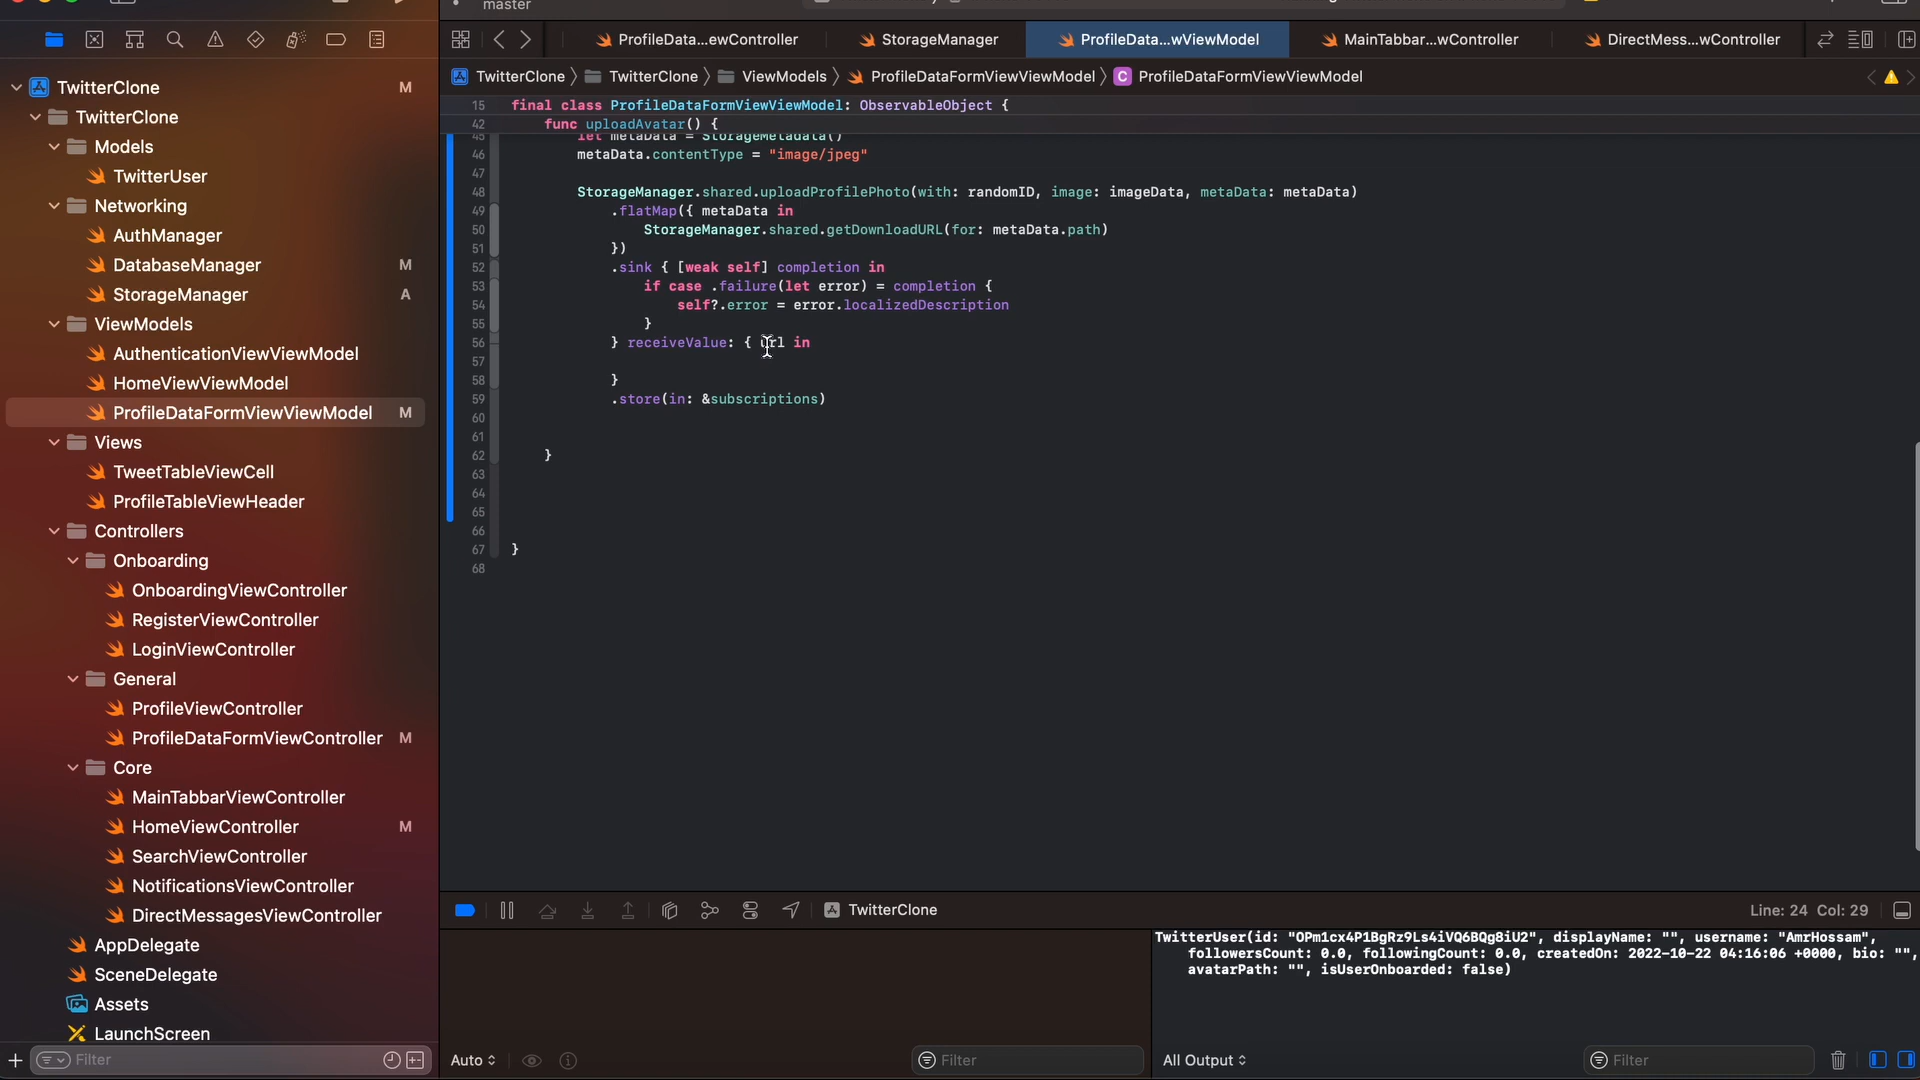 master
ProfileData...ewController
StorageManager
ProfileData...wViewModel
MainTabbar...wController
DirectMess...wController
TwitterClone
M
TwitterClone
TwitterClone
ViewModels
ProfileDataFormViewViewModel
C
ProfileDataFormViewViewModel
TwitterClone
Models
TwitterUser
Networking
AuthManager
DatabaseManager
M
StorageManager
A
ViewModels
AuthenticationViewViewModel
HomeViewViewModel
ProfileDataFormViewViewModel
M
Views
TweetTableViewCell
ProfileTableViewHeader
Controllers
Onboarding
OnboardingViewController
RegisterViewController
LoginViewController
General
ProfileViewController
ProfileDataFormViewController
M
Core
MainTabbarViewController
HomeViewController
M
SearchViewController
NotificationsViewController
DirectMessagesViewController
AppDelegate
SceneDelegate
Assets
LaunchScreen
Filter
15 final class ProfileDataFormViewViewModel: ObservableObject {
42 func uploadAvatar() {
45 let metaData = StorageMetadata()
46 metaData.contentType = "image/jpeg"
47
48 StorageManager.shared.uploadProfilePhoto(with: randomID, image: imageData, metaData: metaData)
49 .flatMap({ metaData in
50 StorageManager.shared.getDownloadURL(for: metaData.path)
51 })
52 .sink { [weak self] completion in
53 if case .failure(let error) = completion {
54 self?.error = error.localizedDescription
55 }
56 } receiveValue: { url in
57
58 }
59 .store(in: &subscriptions)
60
61
62 }
63
64
65
66
67 }
68
TwitterClone
Line: 24 Col: 29
TwitterUser(id: "OPm1cx4P1BgRz9Ls4iVQ6BQgBiU2", displayName: "", username: "AmrHossam",
followersCount: 0.0, followingCount: 0.0, createdOn: 2022-10-22 04:16:06 +0000, bio: "",
avatarPath: "", isUserOnboarded: false)
Auto
Filter
All Output
Filter